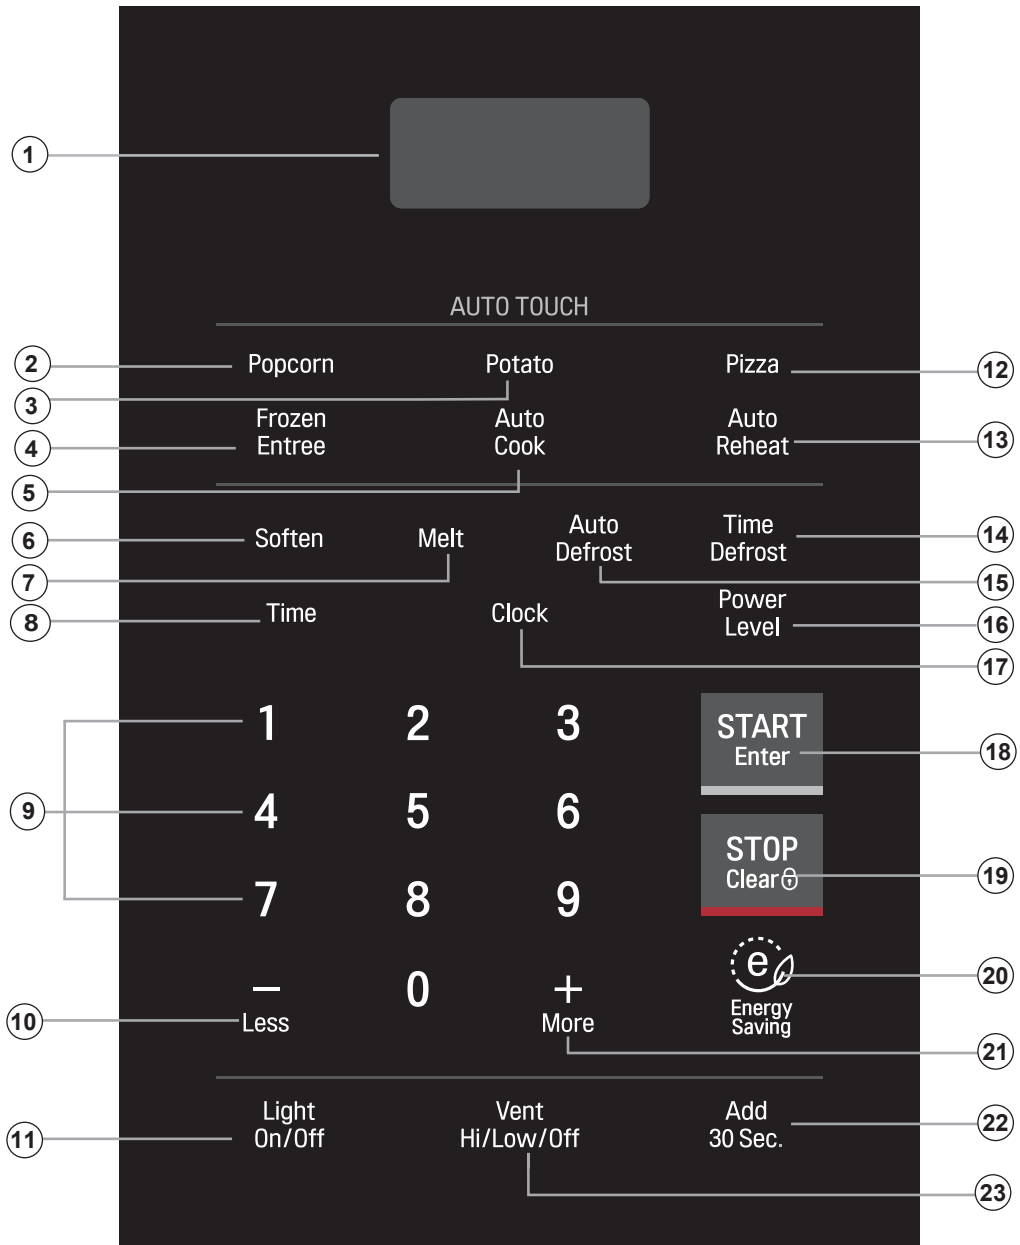 1
AUTO TOUCH
2 Popcorn Potato Pizza 12
3
Frozen Auto Auto
4 Entree Cook Reheat 13
5
Auto Time
6 Soften Melt Defrost Defrost 14
7 15
Power
8 Time Clock Level 16
17
1 2 3 START
Enter 18
9 4 5 6
STOP
Clear 19
7 8 9
e 20
− 0 +
10 Less More Energy
Saving
21
Light Vent Add
11 On/Off Hi/Low/Off 30 Sec. 22
23